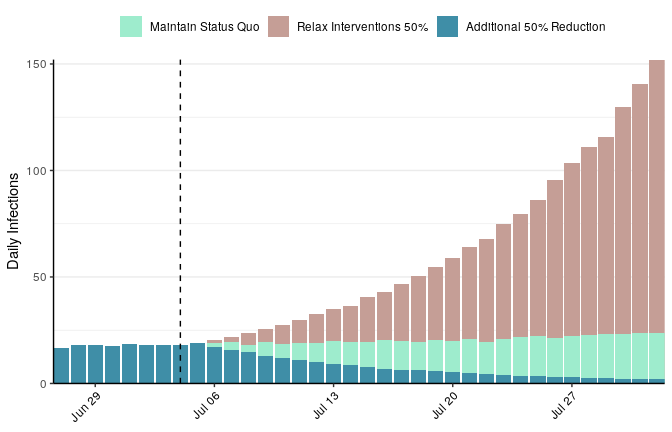 Maintain Status Quo Relax Interventions 50% Additional 50% Reduction
Daily Infections
150
100
50
0
Jun 29 Jul 06 Jul 13 Jul 20 Jul 27